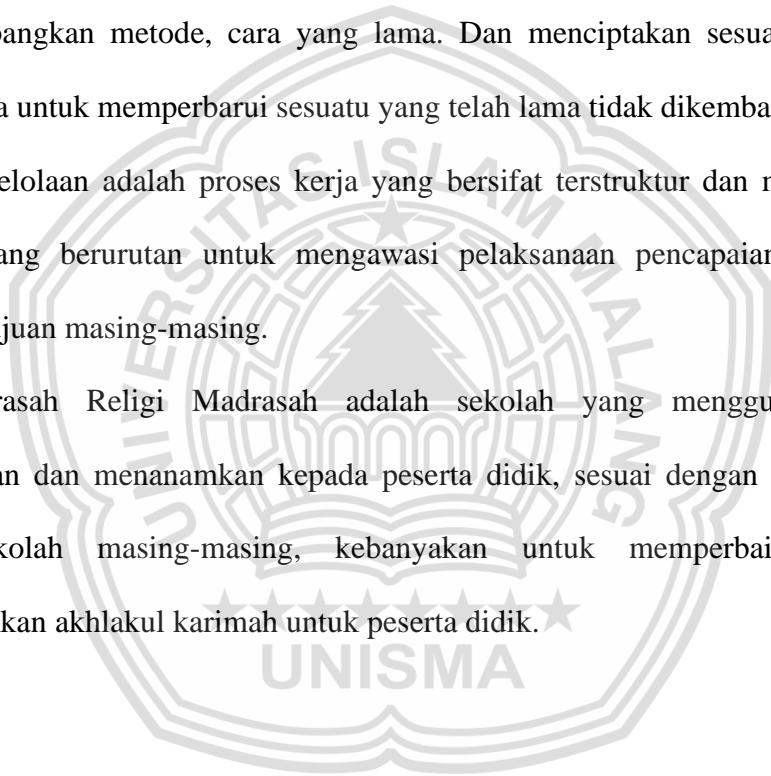 bangkan metode, cara yang lama. Dan menciptakan sesua
a untuk memperbarui sesuatu yang telah lama tidak dikemba
elolaan adalah proses kerja yang bersifat terstruktur dan
ang berurutan untuk mengawasi pelaksanaan pencapaian
juan masing-masing.
rasah Religi Madrasah adalah sekolah yang menggu
an dan menanamkan kepada peserta didik, sesuai dengan
kolah masing-masing, kebanyakan untuk memperbai
kan akhlakul karimah untuk peserta didik.
UNIVERSITAS ISLAM MALANG
UNISMA